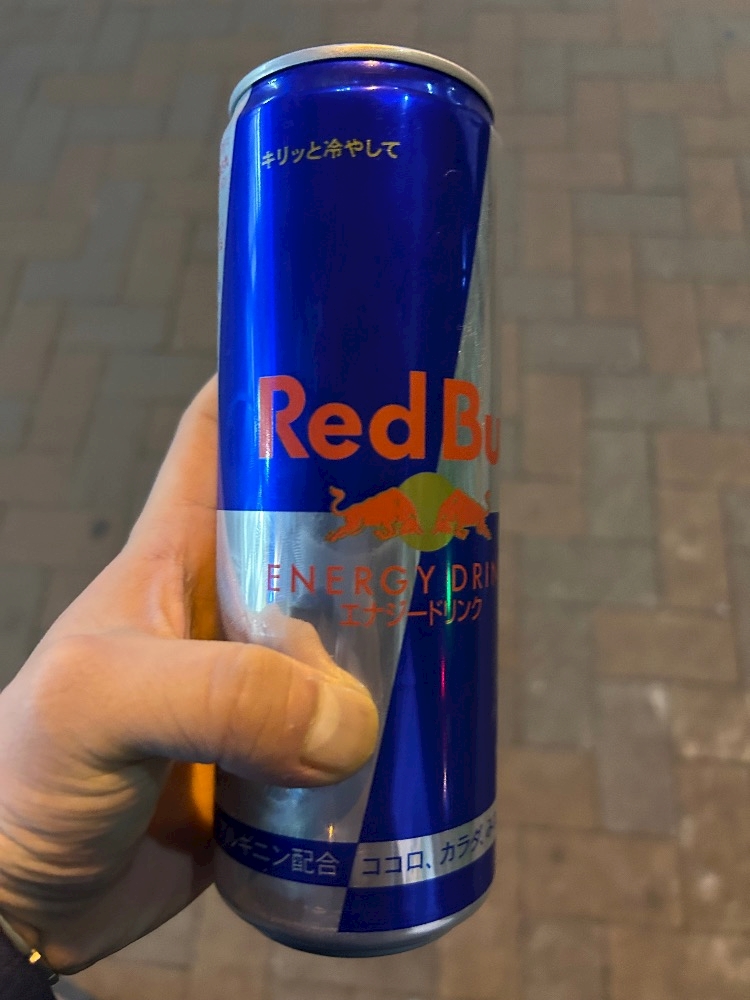 キリッと冷やして
Red Bu
ENERGY DRIN
エナジードリンク
ルギニン配合
ココロ、カラダ、